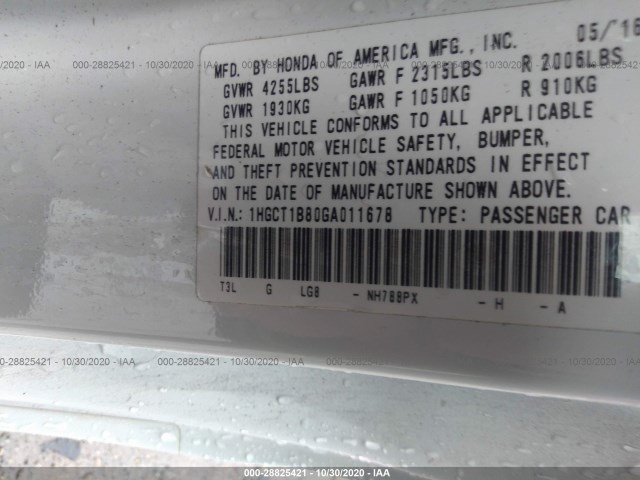 000-28825421 - 10/30/2020 - IAA
MFD. BY HONDA OF AMERICA MFG., INC. 05/16
GVWR 4255LBS GAWR F 2315LBS R 2006LBS
GVWR 1930KG GAWR F 1050KG R 910KG
THIS VEHICLE CONFORMS TO ALL APPLICABLE
FEDERAL MOTOR VEHICLE SAFETY, BUMPER,
AND THEFT PREVENTION STANDARDS IN EFFECT
ON THE DATE OF MANUFACTURE SHOWN ABOVE.
V.I.N.: 1HGCT1B80GA011678 TYPE: PASSENGER CAR
T3L G LG8 - NH788PX - H - A
000-28825421 - 10/30/2020 - IAA
000-28825421 - 10/30/2020 - IAA